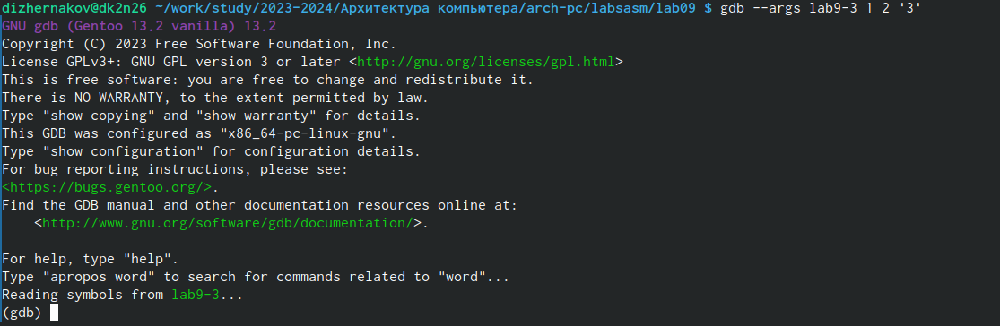 dizhernakov@dk2n26 ~/work/study/2023-2024/Архитектура компьютера/arch-pc/labsasm/lab09 $ gdb --args lab9-3 1 2 '3'
GNU gdb (Gentoo 13.2 vanilla) 13.2
Copyright (C) 2023 Free Software Foundation, Inc.
License GPLv3+: GNU GPL version 3 or later <http://gnu.org/licenses/gpl.html>
This is free software: you are free to change and redistribute it.
There is NO WARRANTY, to the extent permitted by law.
Type "show copying" and "show warranty" for details.
This GDB was configured as "x86_64-pc-linux-gnu".
Type "show configuration" for configuration details.
For bug reporting instructions, please see:
<https://bugs.gentoo.org/>.
Find the GDB manual and other documentation resources online at:
    <http://www.gnu.org/software/gdb/documentation/>.

For help, type "help".
Type "apropos word" to search for commands related to "word"...
Reading symbols from lab9-3...
(gdb)